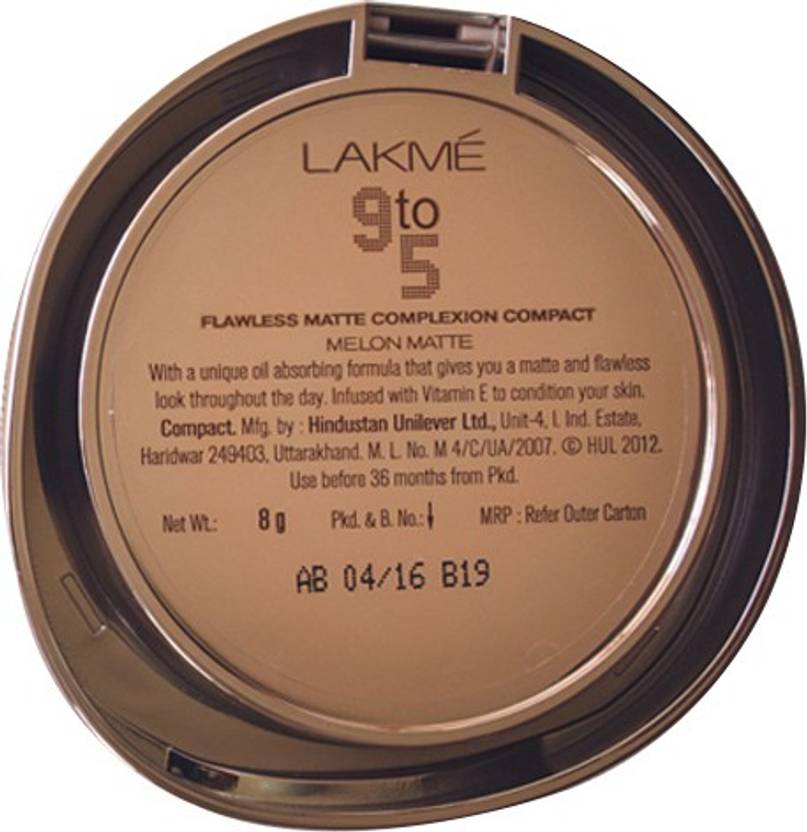 LAKMÉ
9 to
5
FLAWLESS MATTE COMPLEXION COMPACT
MELON MATTE
With a unique oil absorbing formula that gives you a matte and flawless
look throughout the day. Infused with Vitamin E to condition your skin.
Compact. Mfg. by : Hindustan Unilever Ltd., Unit-4, I. Ind. Estate,
Haridwar 249403, Uttarakhand. M. L. No. M 4/C/UA/2007. © HUL 2012.
Use before 36 months from Pkd.
Net Wt.: 8 g Pkd. & B. No.: MRP : Refer Outer Carton
AB 04/16 B19